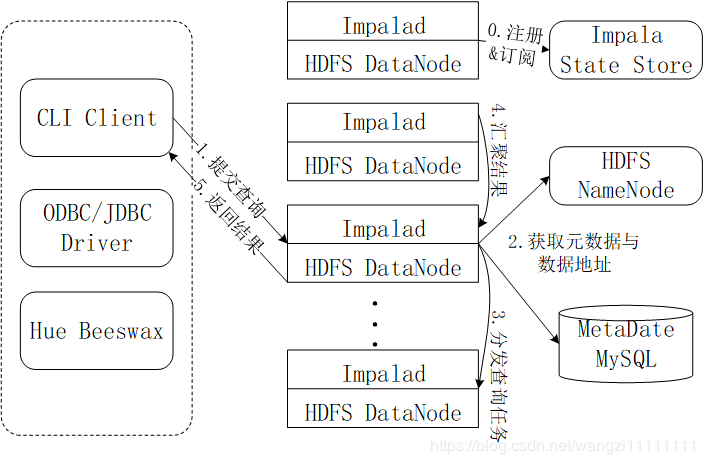 CLI Client
ODBC/JDBC
Driver
Hue Beeswax
1.提交查询
5.返回结果
Impalad
HDFS DataNode
0.注册
&订阅
Impala
State Store
Impalad
HDFS DataNode
4.汇聚结果
Impalad
HDFS DataNode
HDFS
NameNode
2.获取元数据与
数据地址
MetaDate
MySQL
3.分发查询任务
Impalad
HDFS DataNode
https://blog.csdn.net/wangzi11111111